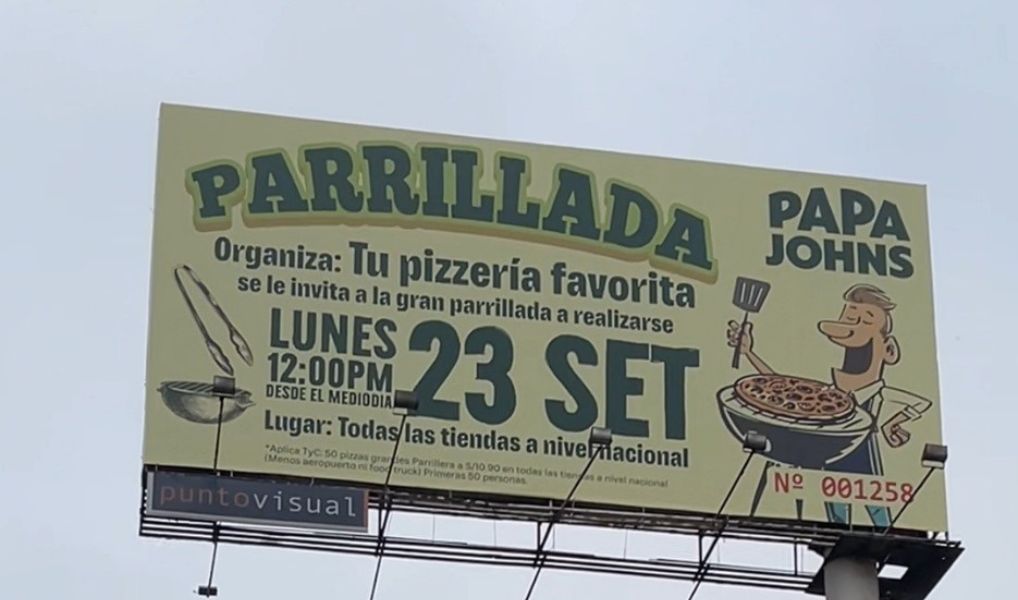 PARRILLADA
PAPA
JOHNS
Organiza: Tu pizzería favorita
se le invita a la gran parrillada a realizarse
LUNES
12:00PM
DESDE EL MEDIODIA
23 SET
Lugar: Todas las tiendas a nivel nacional
*Aplica TyC: 50 pizzas grandes Parrillera a S/10.90 en todas las tiendas a nivel nacional
(Menos aeropuerto ni food truck) Primeras 50 personas.
Nº 001258
puntovisual